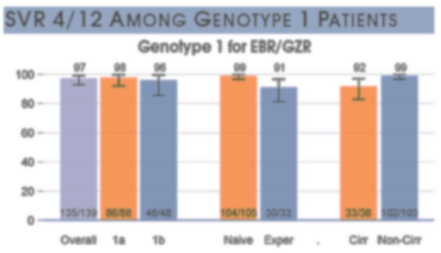 SVR 4/12 AMONG GENOTYPE 1 PATIENTS
Genotype 1 for EBR/GZR
97 98 96 99 91 92 99
100
80
60
40
20
0
135/139 86/88 46/48 104/105 30/33 33/36 102/103
Overall 1a 1b Naive Exper . Cirr Non-Cirr